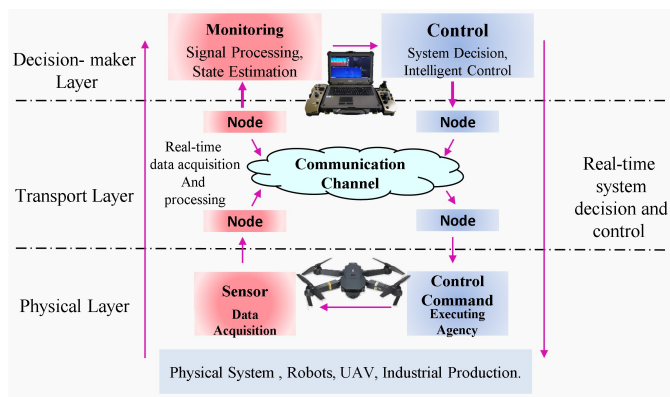 Decision- maker
Layer
Monitoring
Signal Processing,
State Estimation
Control
System Decision,
Intelligent Control
Node
Node
Real-time
data acquisition
And
processing
Communication
Channel
Transport Layer
Real-time
system
decision and
control
Node
Node
Physical Layer
Sensor
Data
Acquisition
Control
Command
Executing
Agency
Physical System , Robots, UAV, Industrial Production.